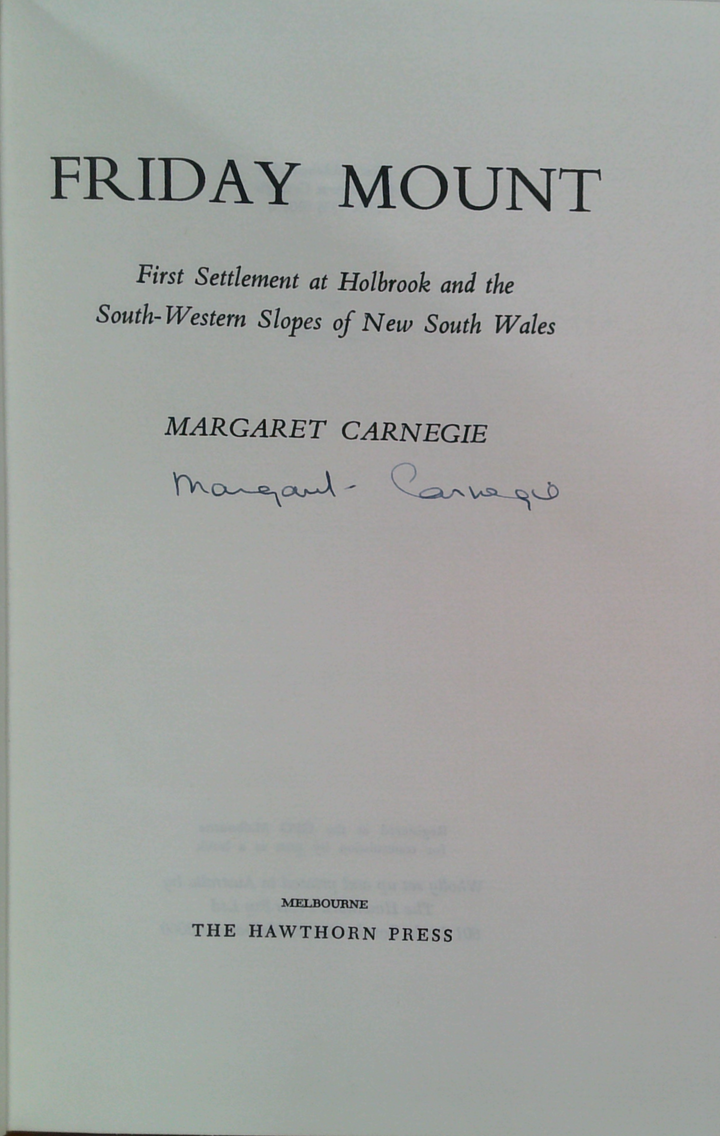 FRIDAY MOUNT
First Settlement at Holbrook and the
South-Western Slopes of New South Wales
MARGARET CARNEGIE
Margaret Carnegie
MELBOURNE
THE HAWTHORN PRESS